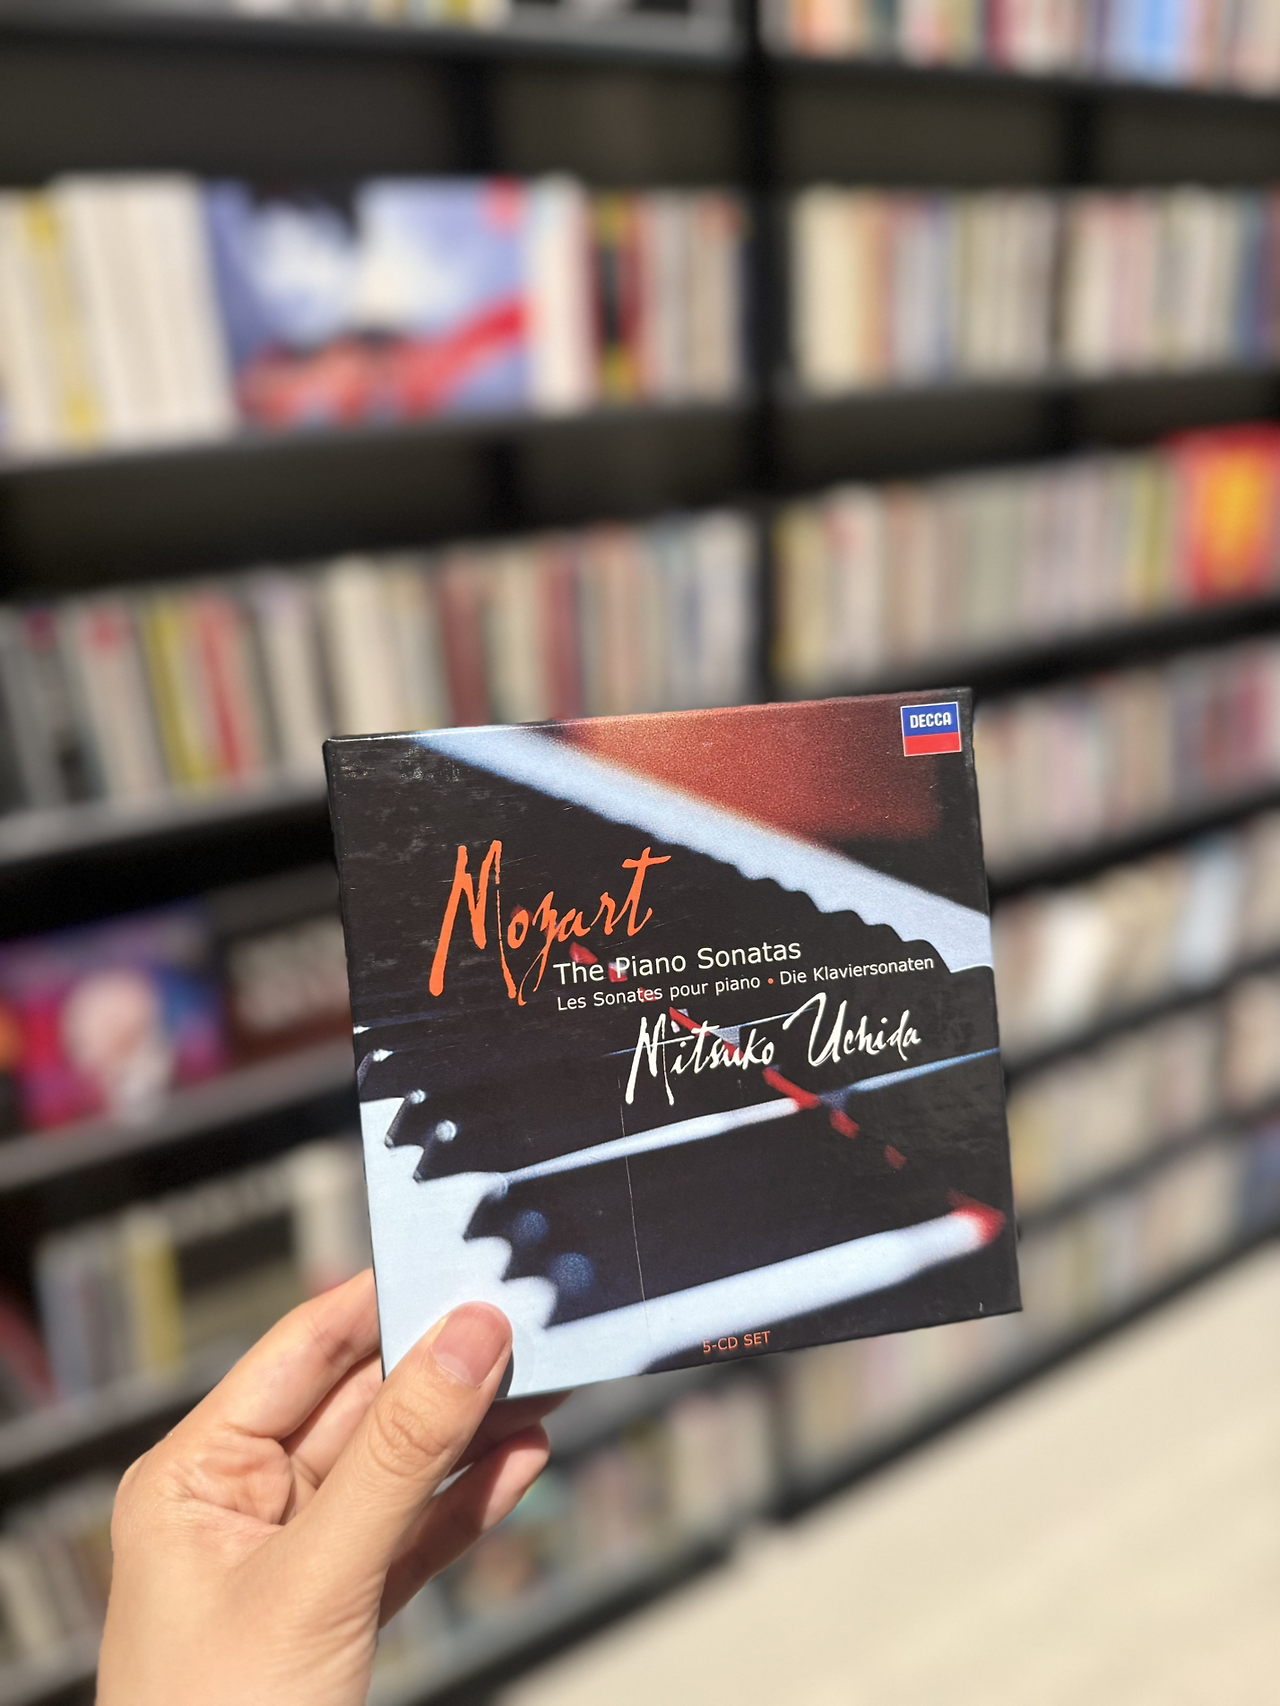 DECCA
Mozart
The Piano Sonatas
Les Sonates pour piano • Die Klaviersonaten
Mitsuko Uchida
5-CD SET